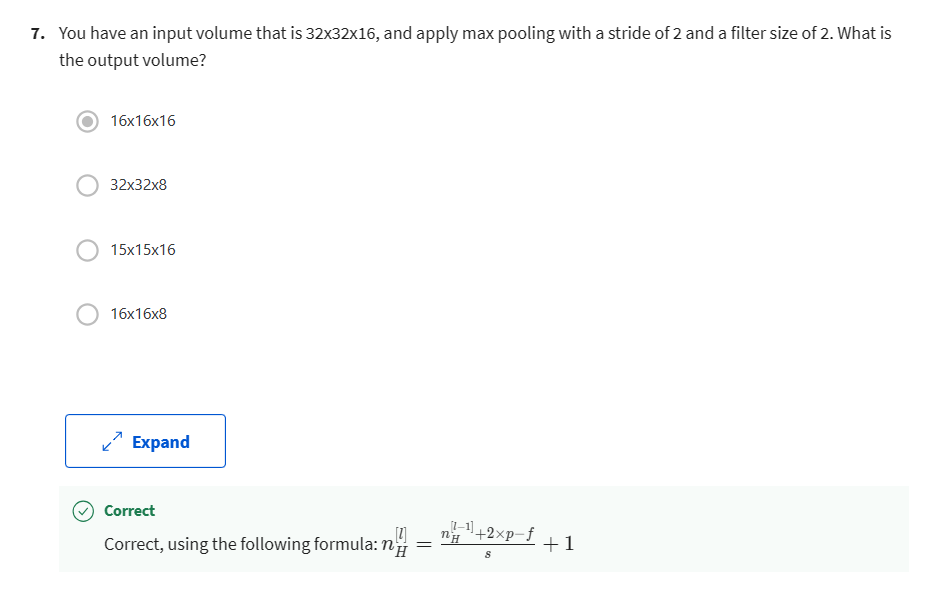 7. You have an input volume that is 32x32x16, and apply max pooling with a stride of 2 and a filter size of 2. What is
the output volume?
16x16x16
32x32x8
15x15x16
16x16x8
Expand
Correct
Correct, using the following formula: $n_H^{[l]} = \frac{n_H^{[l-1]}+2\times p-f}{s}+1$